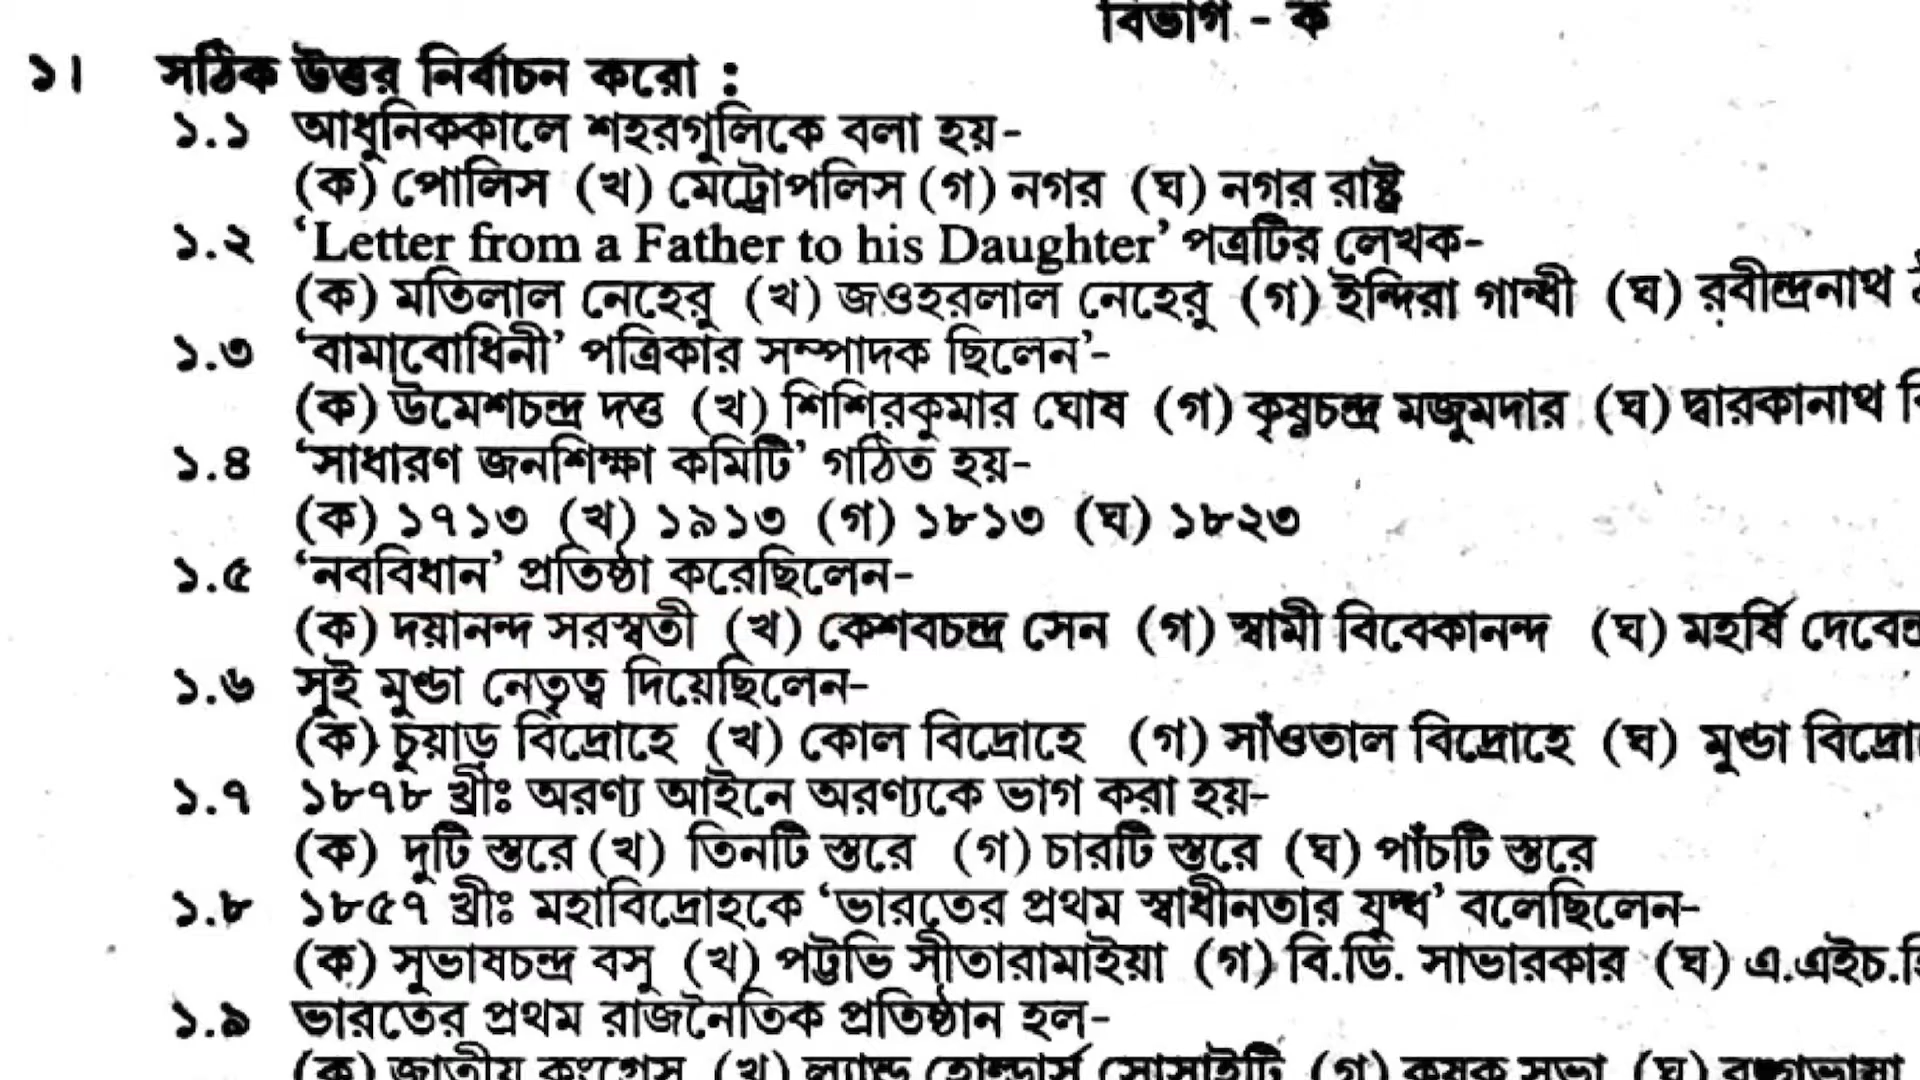 বিভাগ - ক
১। সঠিক উত্তর নির্বাচন করো :
১.১ আধুনিককালে শহরগুলিকে বলা হয়-
(ক) পোলিস (খ) মেট্রোপলিস (গ) নগর (ঘ) নগর রাষ্ট্র
১.২ ‘Letter from a Father to his Daughter’ পত্রটির লেখক-
(ক) মতিলাল নেহেরু (খ) জওহরলাল নেহেরু (গ) ইন্দিরা গান্ধী (ঘ) রবীন্দ্রনাথ
১.৩ ‘বামাবোধিনী’ পত্রিকার সম্পাদক ছিলেন’-
(ক) উমেশচন্দ্র দত্ত (খ) শিশিরকুমার ঘোষ (গ) কৃষ্ণচন্দ্র মজুমদার (ঘ) দ্বারকানাথ
১.৪ ‘সাধারণ জনশিক্ষা কমিটি’ গঠিত হয়-
(ক) ১৭১৩ (খ) ১৯১৩ (গ) ১৮১৩ (ঘ) ১৮২৩
১.৫ ‘নববিধান’ প্রতিষ্ঠা করেছিলেন-
(ক) দয়ানন্দ সরস্বতী (খ) কেশবচন্দ্র সেন (গ) স্বামী বিবেকানন্দ (ঘ) মহর্ষি
১.৬ সুই মুণ্ডা নেতৃত্ব দিয়েছিলেন-
(ক) চুয়াড় বিদ্রোহে (খ) কোল বিদ্রোহে (গ) সাঁওতাল বিদ্রোহে (ঘ) মুণ্ডা
১.৭ ১৮৭৮ খ্রীঃ অরণ্য আইনে অরণ্যকে ভাগ করা হয়-
(ক) দুটি স্তরে (খ) তিনটি স্তরে (গ) চারটি স্তরে (ঘ) পাঁচটি স্তরে
১.৮ ১৮৫৭ খ্রীঃ মহাবিদ্রোহকে ‘ভারতের প্রথম স্বাধীনতার যুদ্ধ’ বলেছিলেন-
(ক) সুভাষচন্দ্র বসু (খ) পট্টভি সীতারামাইয়া (গ) বি.ডি. সাভারকার (ঘ) এ.এইচ.
১.৯ ভারতের প্রথম রাজনৈতিক প্রতিষ্ঠান হল-
(ক) জাতীয় কংগ্রেস (খ) ল্যান্ড হোল্ডার্স সোসাইটি (গ) কৃষক সভা (ঘ)